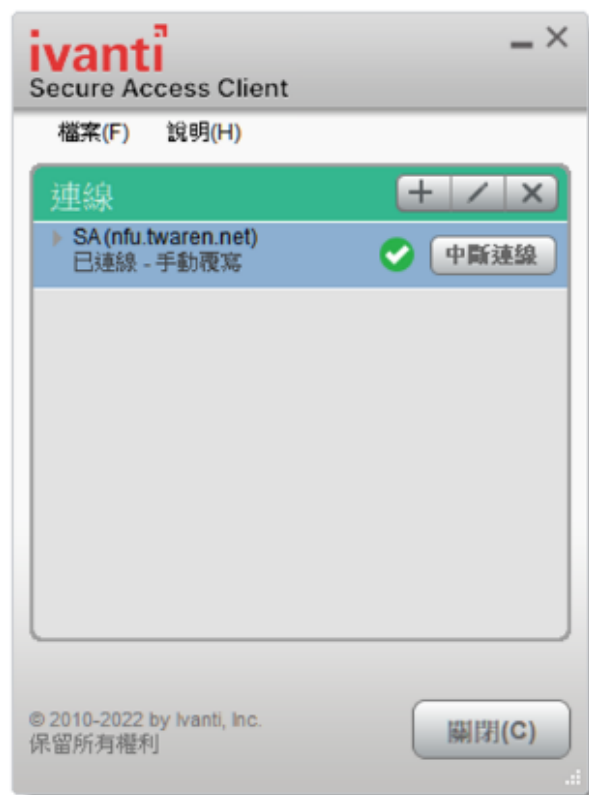 ivanti
Secure Access Client
檔案(F) 說明(H)
連線
SA (nfu.twaren.net)
已連線 - 手動覆寫
中斷連線
© 2010-2022 by Ivanti, Inc.
保留所有權利
關閉(C)